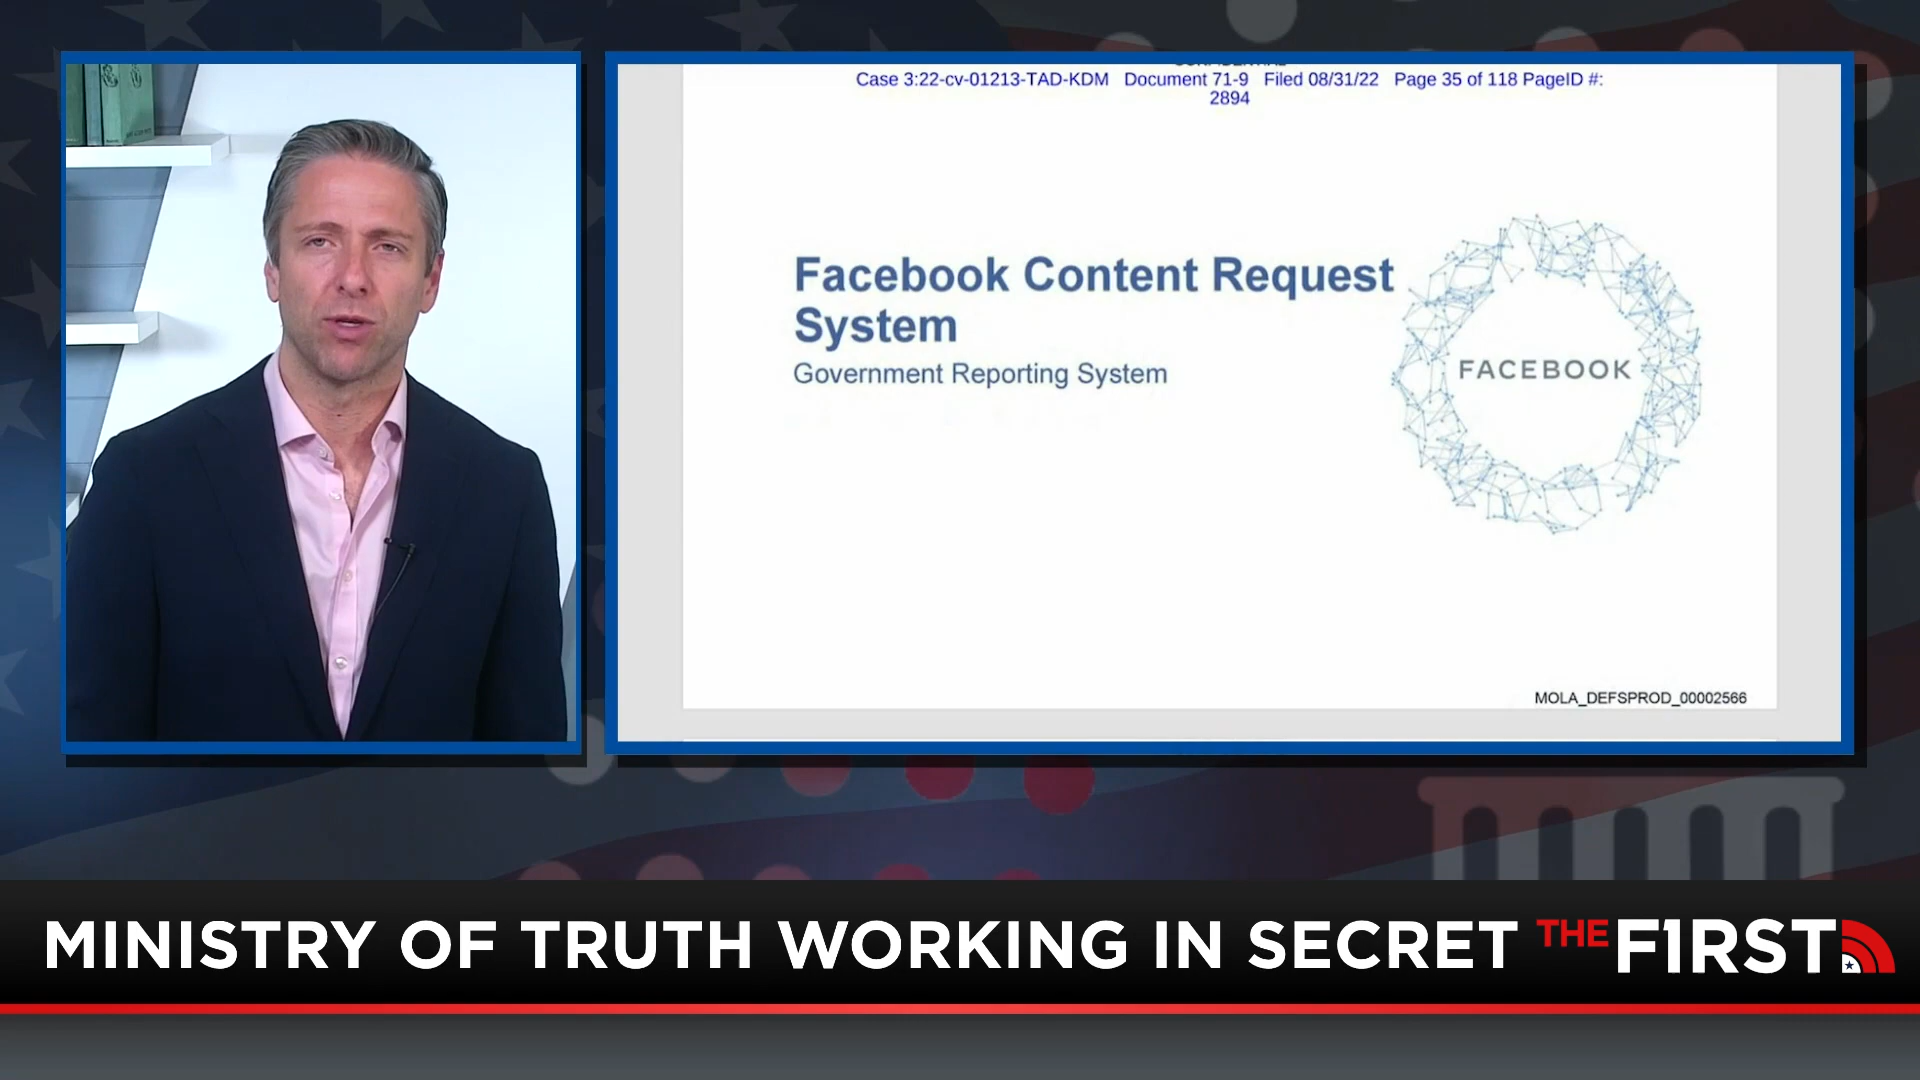 Case 3:22-cv-01213-TAD-KDM Document 71-9 Filed 08/31/22 Page 35 of 118 PageID #:
2894
Facebook Content Request
System
Government Reporting System
FACEBOOK
MOLA_DEFSPROD_00002566
MINISTRY OF TRUTH WORKING IN SECRET
THE F1RST